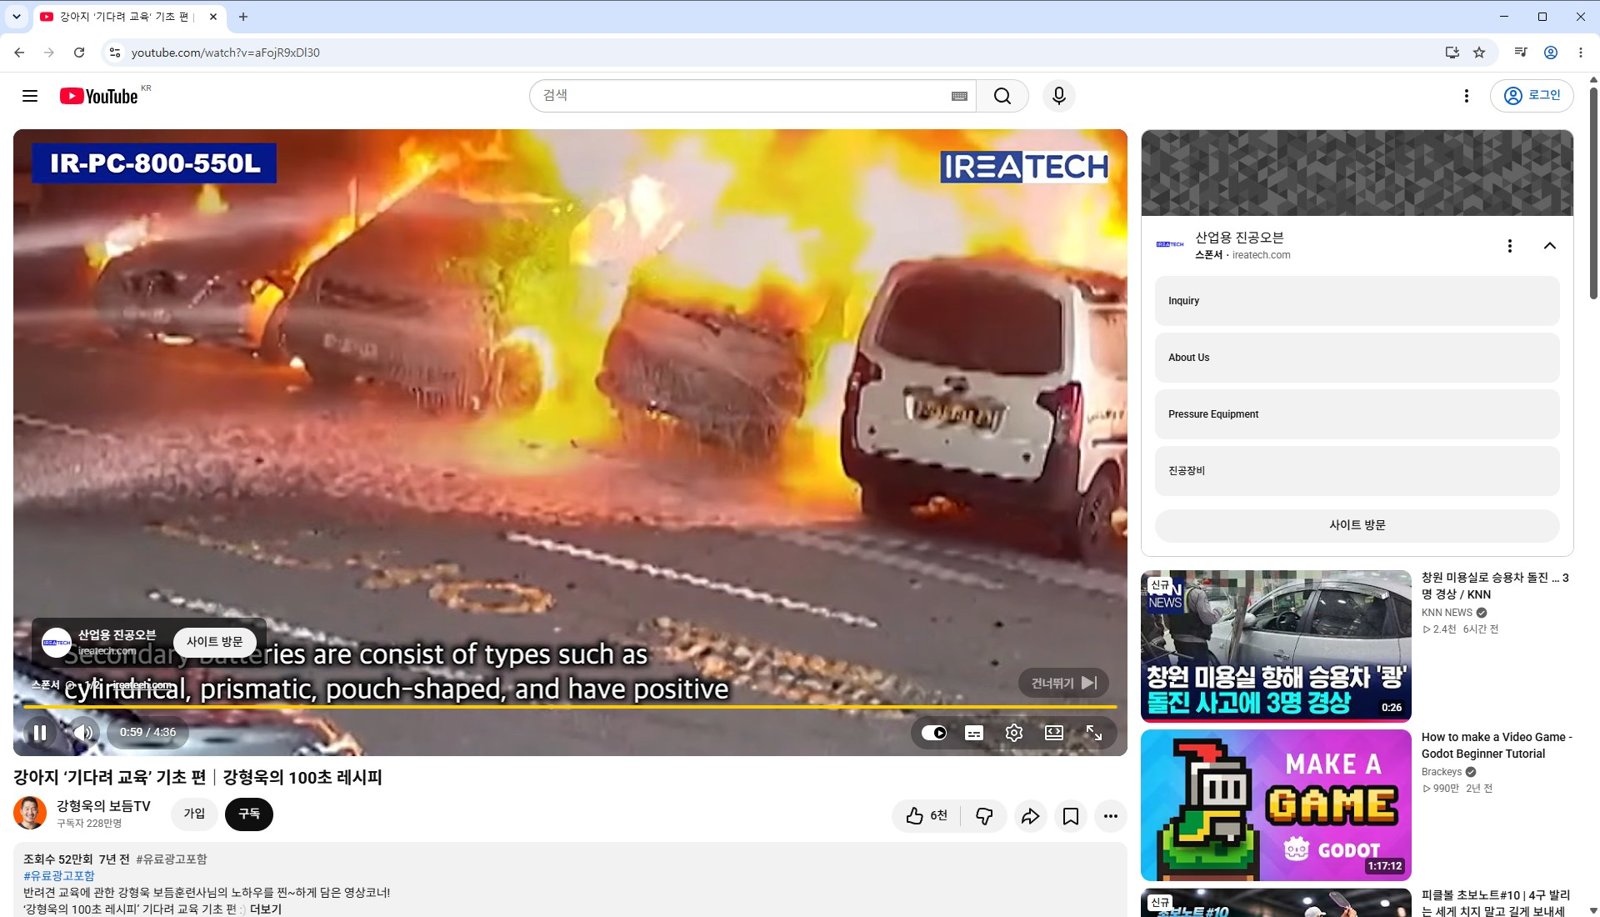 강아지 ‘기다려 교육’ 기초 편 |
youtube.com/watch?v=aFojR9xDl30
YouTube KR
검색
로그인
IR-PC-800-550L
IREATECH
산업용 진공오븐
ireatech.com
사이트 방문
Secondary batteries are consist of types such as
cylindrical, prismatic, pouch-shaped, and have positive
스폰서
ireatech.com
건너뛰기
0:59 / 4:36
강아지 ‘기다려 교육’ 기초 편│강형욱의 100초 레시피
강형욱의 보듬TV
구독자 228만명
가입
구독
6천
조회수 52만회 7년 전 #유료광고포함
#유료광고포함
반려견 교육에 관한 강형욱 보듬훈련사님의 노하우를 찐~하게 담은 영상코너!
‘강형욱의 100초 레시피’ 기다려 교육 기초 편 :) 더보기
IREATECH
산업용 진공오븐
스폰서 · ireatech.com
Inquiry
About Us
Pressure Equipment
진공장비
사이트 방문
신규
NEWS
창원 미용실 향해 승용차 '쾅'
돌진 사고에 3명 경상
0:26
창원 미용실로 승용차 돌진 ... 3
명 경상 / KNN
KNN NEWS
2.4천 6시간 전
MAKE A
GAME
GODOT
1:17:12
How to make a Video Game -
Godot Beginner Tutorial
Brackeys
990만 2년 전
신규
초보노트#10
피클볼 초보노트#10 | 4구 발리
는 세게 치지 말고 길게 보내세